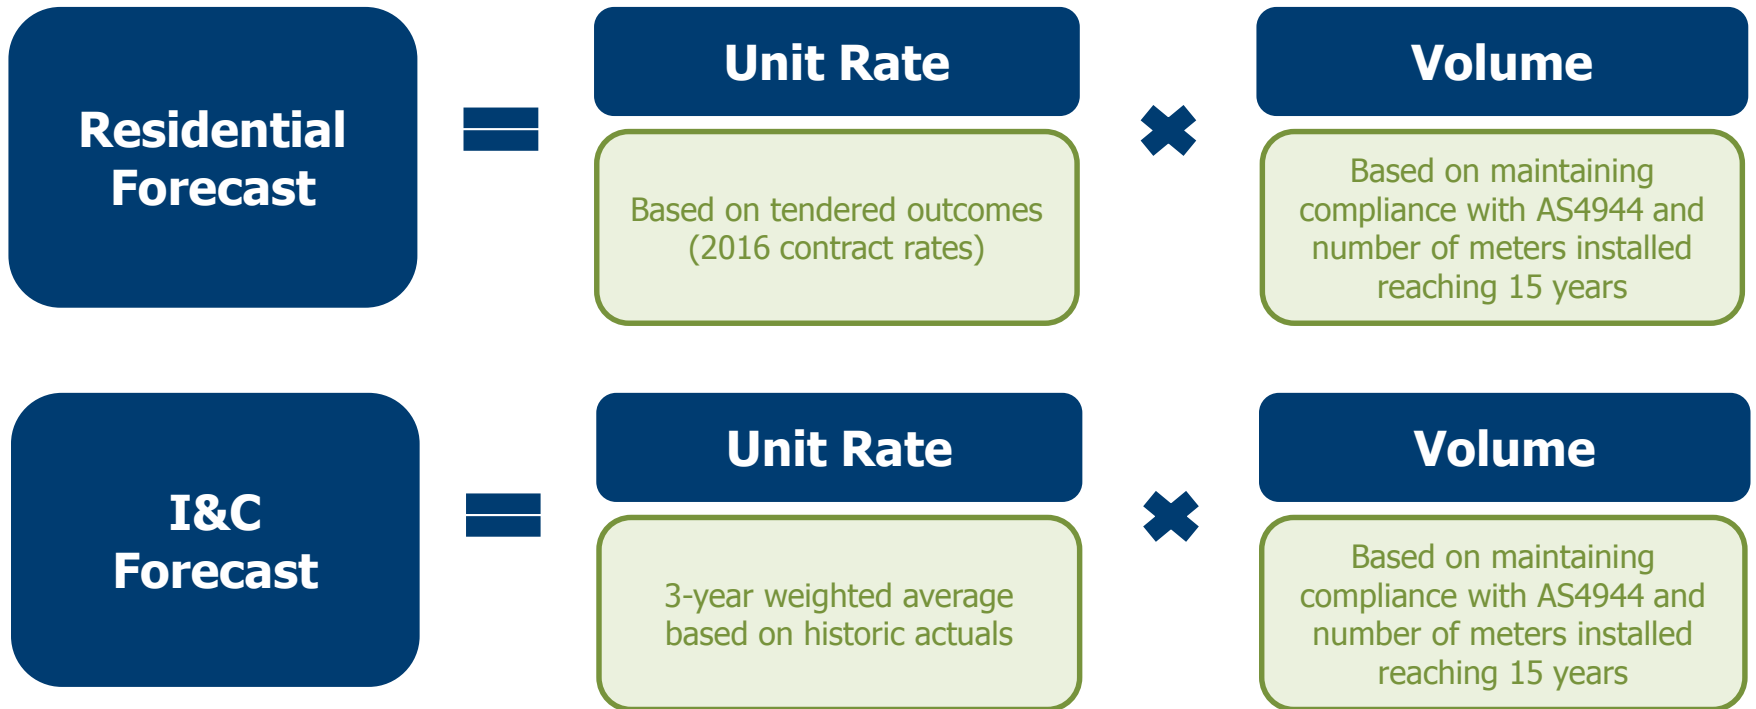 Residential
Forecast
Unit Rate
Based on tendered outcomes
(2016 contract rates)
Volume
Based on maintaining
compliance with AS4944 and
number of meters installed
reaching 15 years
I&C
Forecast
Unit Rate
3-year weighted average
based on historic actuals
Volume
Based on maintaining
compliance with AS4944 and
number of meters installed
reaching 15 years